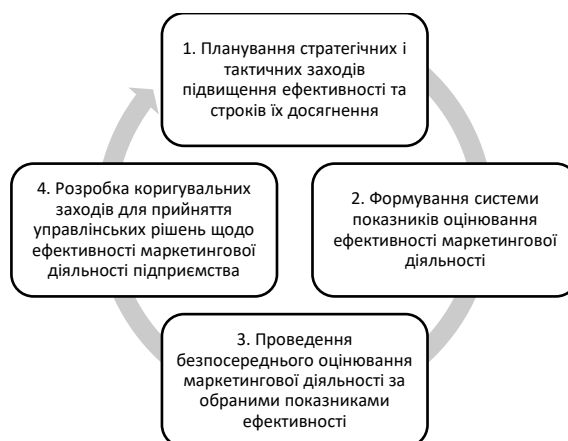 1. Планування стратегічних і
тактичних заходів
підвищення ефективності та
строків їх досягнення
2. Формування системи
показників оцінювання
ефективності маркетингової
діяльності
3. Проведення
безпосереднього оцінювання
маркетингової діяльності за
обраними показниками
ефективності
4. Розробка коригувальних
заходів для прийняття
управлінських рішень щодо
ефективності маркетингової
діяльності підприємства